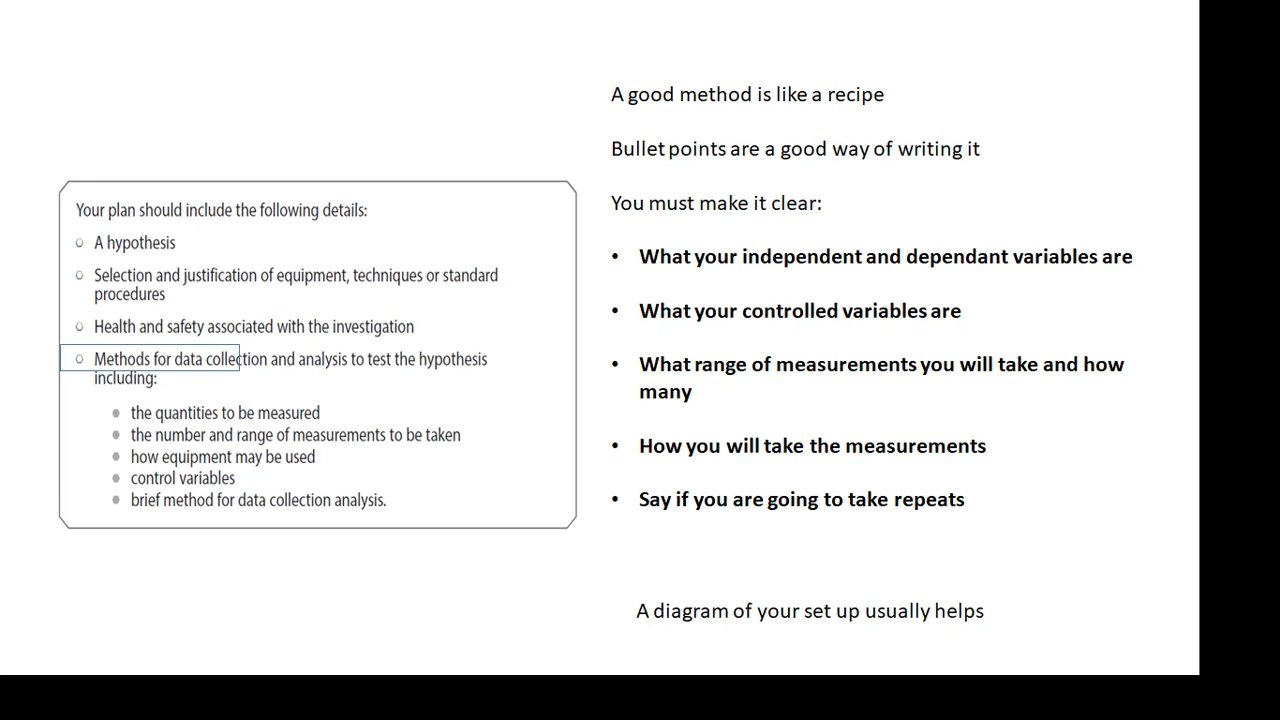 Your plan should include the following details:
A hypothesis
Selection and justification of equipment, techniques or standard
procedures
Health and safety associated with the investigation
Methods for data collection and analysis to test the hypothesis
including:
the quantities to be measured
the number and range of measurements to be taken
how equipment may be used
control variables
brief method for data collection analysis.
A good method is like a recipe
Bullet points are a good way of writing it
You must make it clear:
• What your independent and dependant variables are
• What your controlled variables are
• What range of measurements you will take and how
many
• How you will take the measurements
• Say if you are going to take repeats
A diagram of your set up usually helps